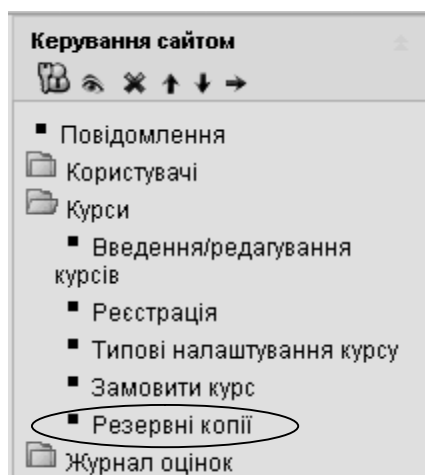 Керування сайтом
Повідомлення
Користувачі
Курси
Введення/редагування
курсів
Реєстрація
Типові налаштування курсу
Замовити курс
Резервні копії
Журнал оцінок